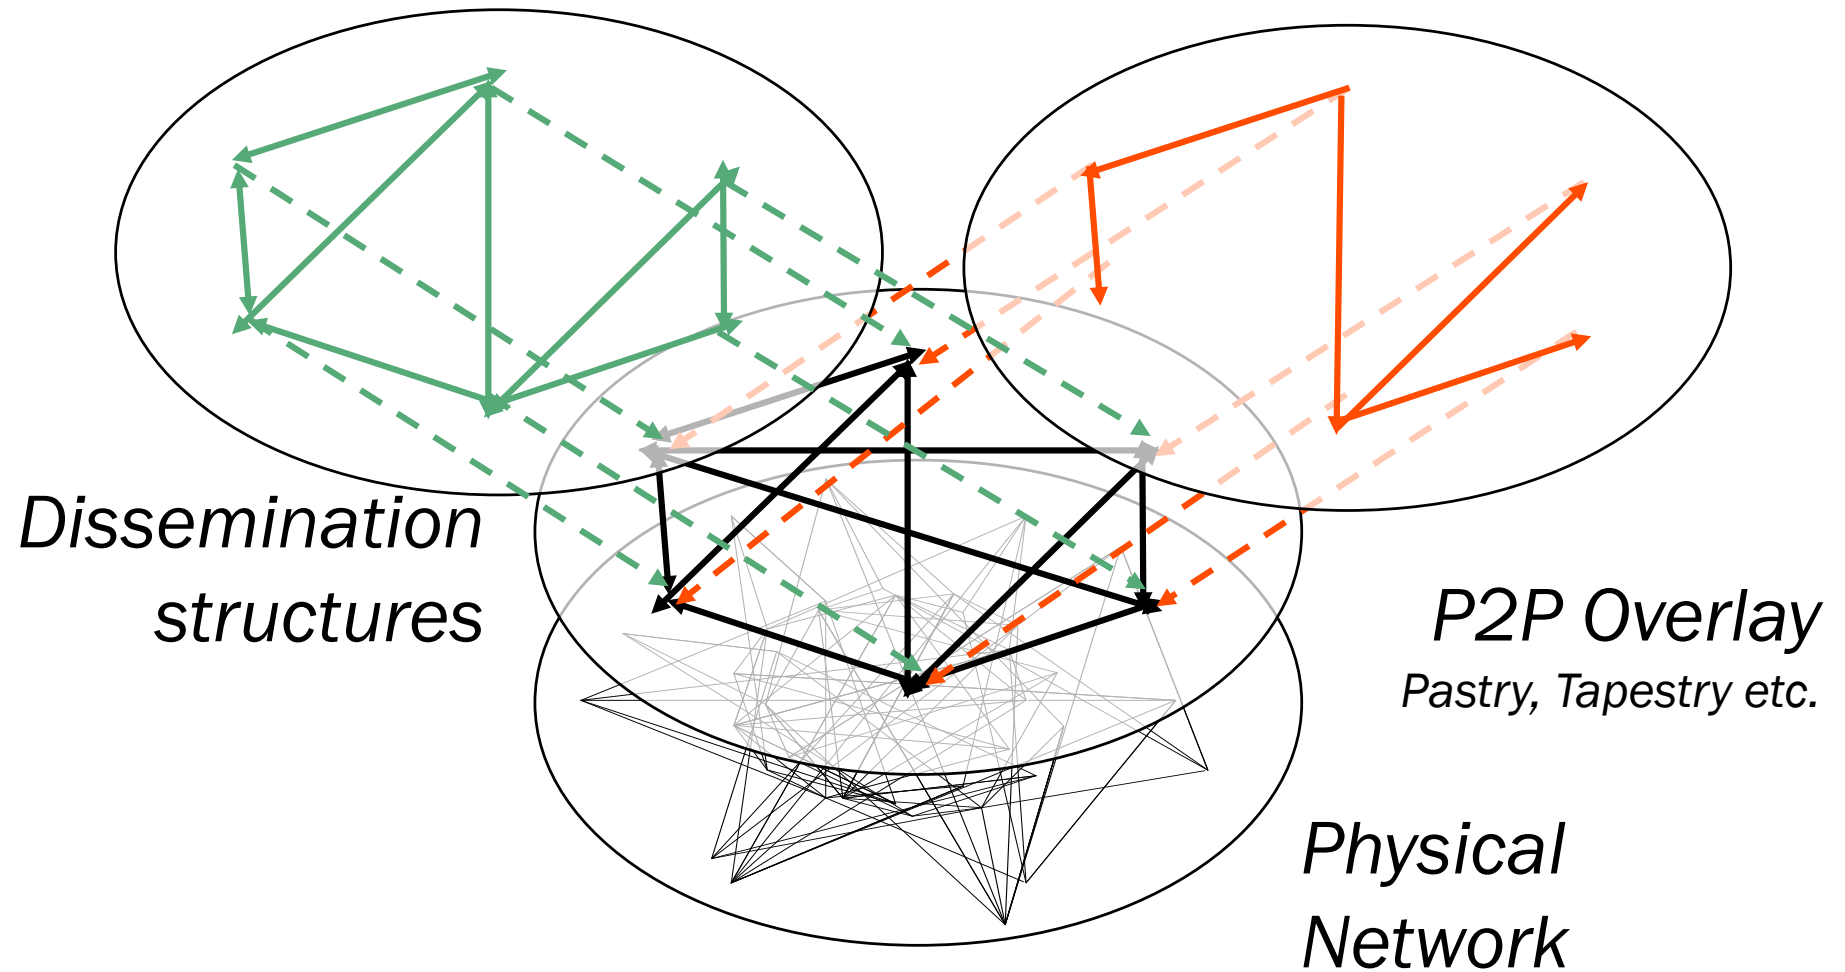 Dissemination
structures
P2P Overlay
Pastry, Tapestry etc.
Physical
Network